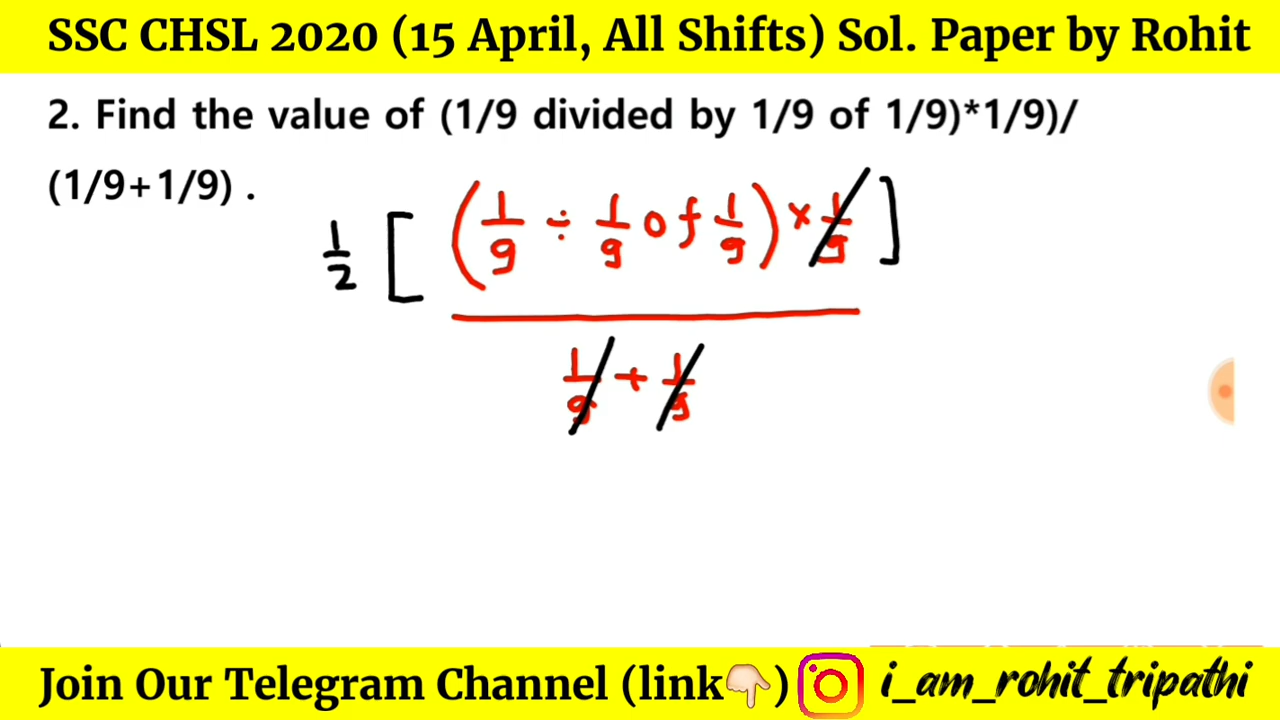 SSC CHSL 2020 (15 April, All Shifts) Sol. Paper by Rohit
2. Find the value of (1/9 divided by 1/9 of 1/9)*1/9)/
(1/9+1/9) .
1/2 [ (1/9 ÷ 1/9 of 1/9) × 1/9 ]
1/9 + 1/9
Join Our Telegram Channel (link👇🏻) i_am_rohit_tripathi